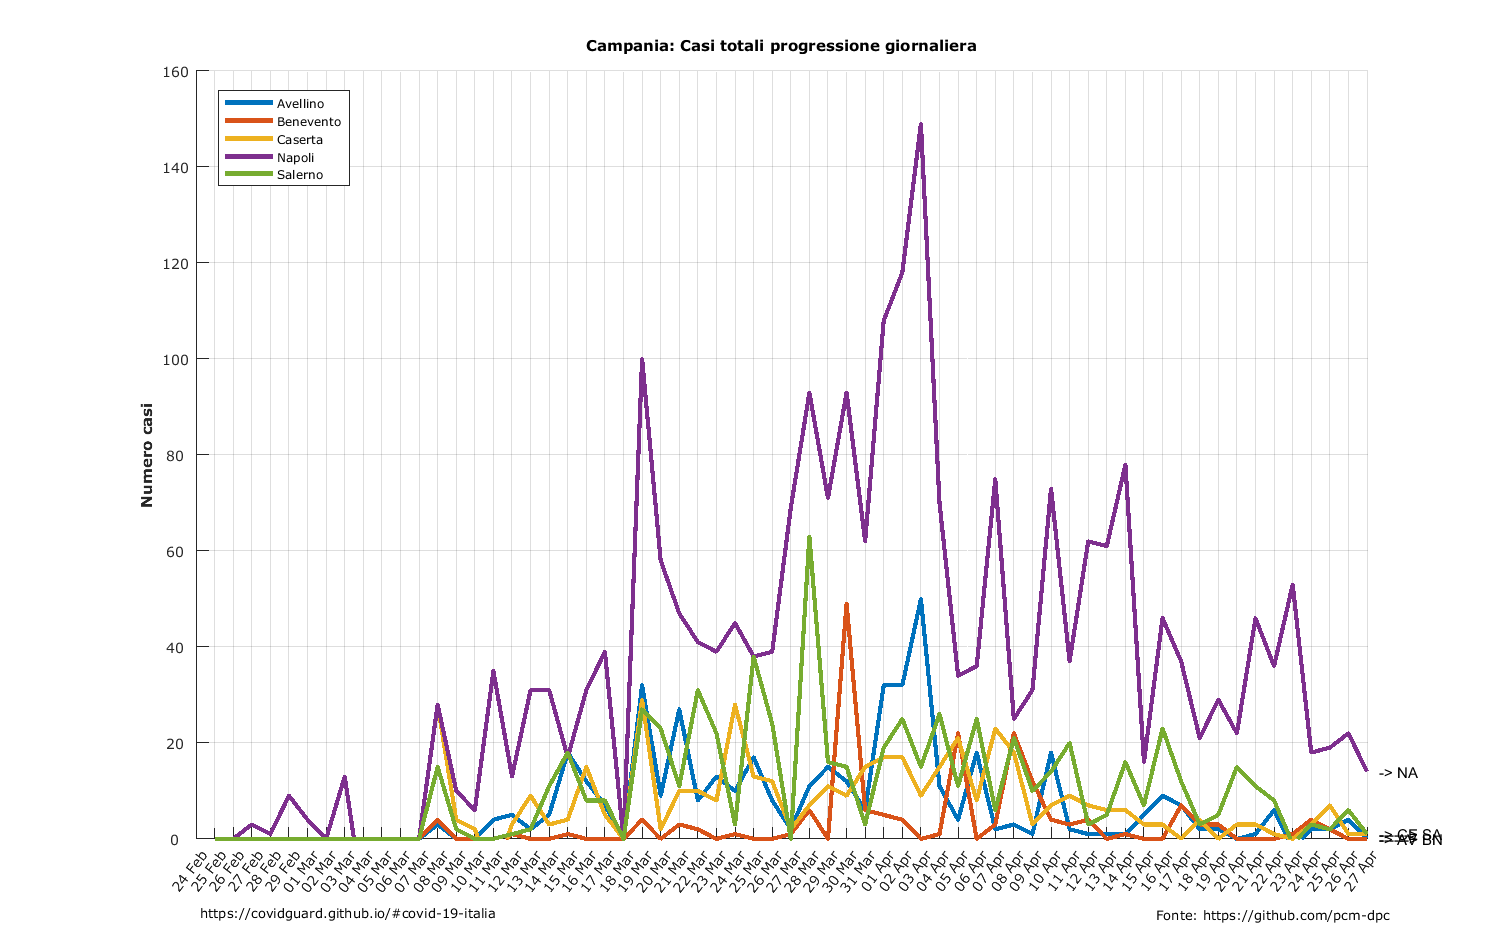 Campania: Casi totali progressione giornaliera
160
140
120
100
80
60
40
20
0
Numero casi
Avellino
Benevento
Caserta
Napoli
Salerno
-> NA
-> CE SA
-> AV BN
24 Feb
25 Feb
26 Feb
27 Feb
28 Feb
29 Feb
01 Mar
02 Mar
03 Mar
04 Mar
05 Mar
06 Mar
07 Mar
08 Mar
09 Mar
10 Mar
11 Mar
12 Mar
13 Mar
14 Mar
15 Mar
16 Mar
17 Mar
18 Mar
19 Mar
20 Mar
21 Mar
22 Mar
23 Mar
24 Mar
25 Mar
26 Mar
27 Mar
28 Mar
29 Mar
30 Mar
31 Mar
01 Apr
02 Apr
03 Apr
04 Apr
05 Apr
06 Apr
07 Apr
08 Apr
09 Apr
10 Apr
11 Apr
12 Apr
13 Apr
14 Apr
15 Apr
16 Apr
17 Apr
18 Apr
19 Apr
20 Apr
21 Apr
22 Apr
23 Apr
24 Apr
25 Apr
26 Apr
27 Apr
https://covidguard.github.io/#covid-19-italia
Fonte: https://github.com/pcm-dpc